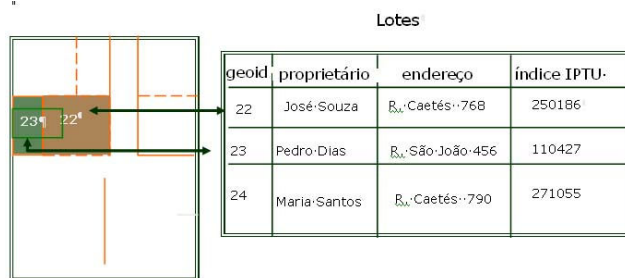 "
Lotes
geoid proprietário endereço índice IPTU·
23¶ 22¶
22 José·Souza R.·Caetés··768 250186
23 Pedro·Dias R.·São·João·456 110427
24 Maria·Santos R.·Caetés··790 271055